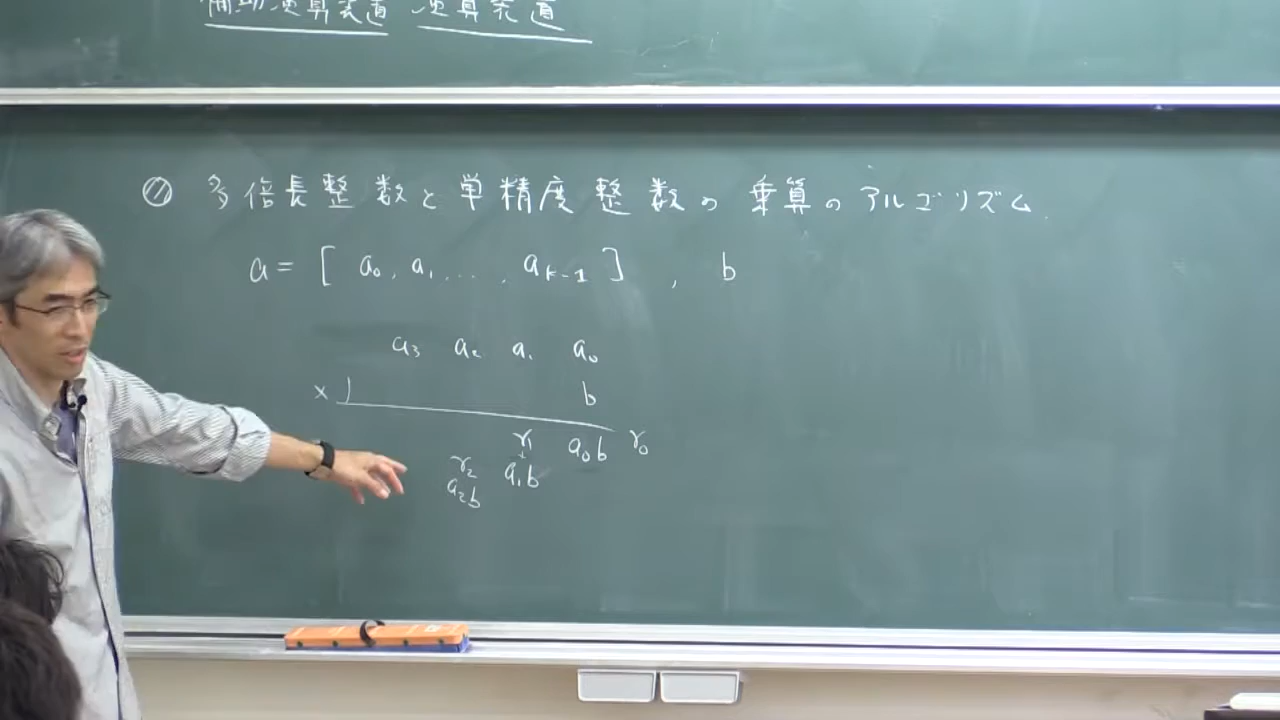 補助演算装置 演算装置
多倍長整数と単精度整数の乗算のアルゴリズム.
a = [ a₀, a₁, ..., aₖ₋₁ ] , b
a₃ a₂ a₁ a₀
×) b
r₁ a₀b r₀
+
r₂ a₁b
a₂b